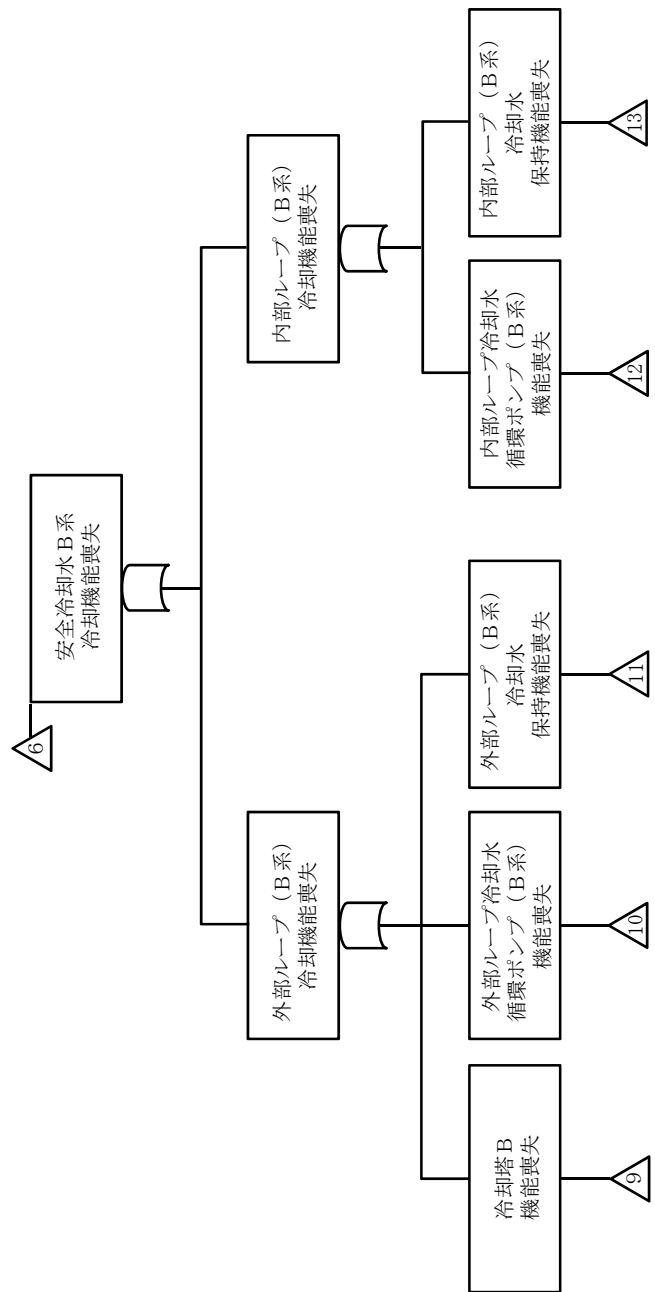 6
安全冷却水B系
冷却機能喪失
外部ループ（B系）
冷却機能喪失
内部ループ（B系）
冷却機能喪失
冷却塔B
機能喪失
外部ループ冷却水
循環ポンプ（B系）
機能喪失
外部ループ（B系）
冷却水
保持機能喪失
内部ループ冷却水
循環ポンプ（B系）
機能喪失
内部ループ（B系）
冷却水
保持機能喪失
9
10
11
12
13